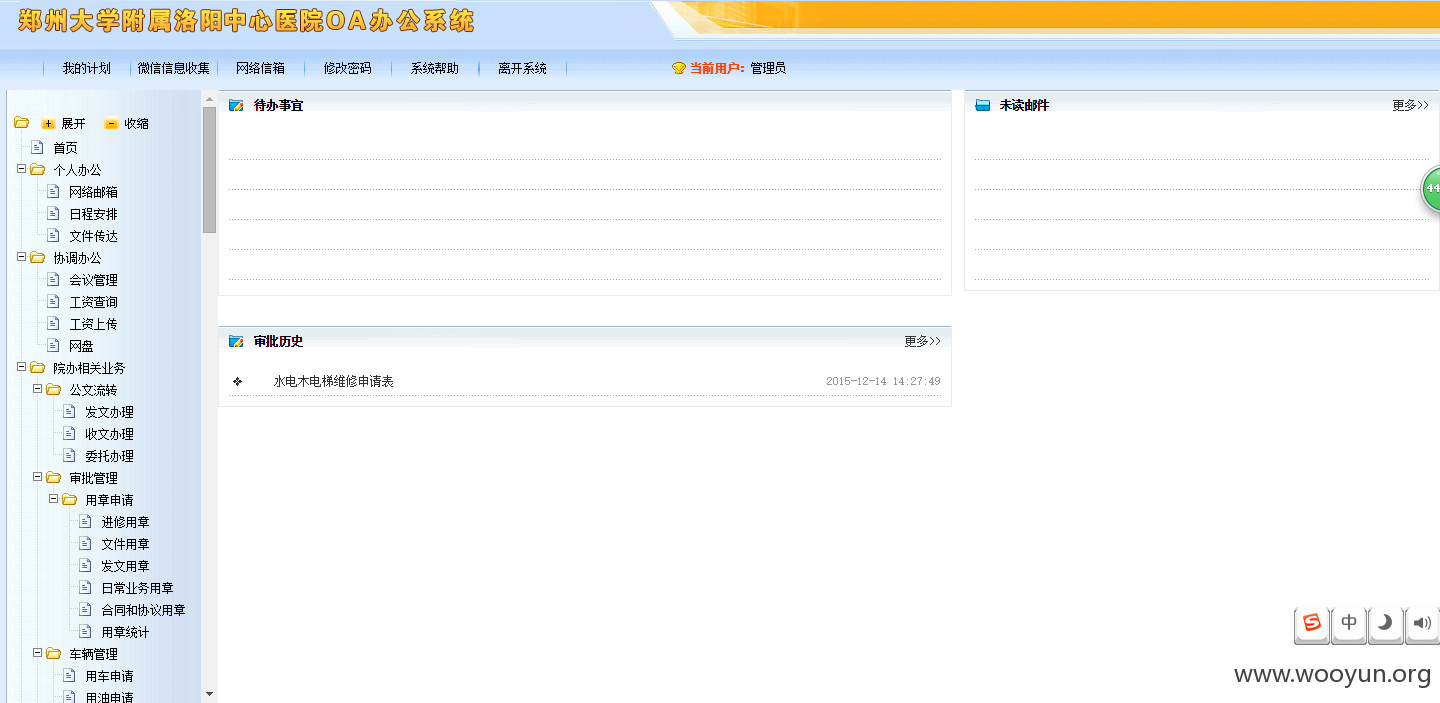 郑州大学附属洛阳中心医院OA办公系统
我的计划 微信信息收集 网络信箱 修改密码 系统帮助 离开系统 当前用户: 管理员
展开 收缩
首页
个人办公
网络邮箱
日程安排
文件传达
协调办公
会议管理
工资查询
工资上传
网盘
院办相关业务
公文流转
发文办理
收文办理
委托办理
审批管理
用章申请
进修用章
文件用章
发文用章
日常业务用章
合同和协议用章
用章统计
车辆管理
用车申请
用油申请
待办事宜
未读邮件 更多>>
44
审批历史 更多>>
水电木电梯维修申请表 2015-12-14 14:27:49
S 中
www.wooyun.org